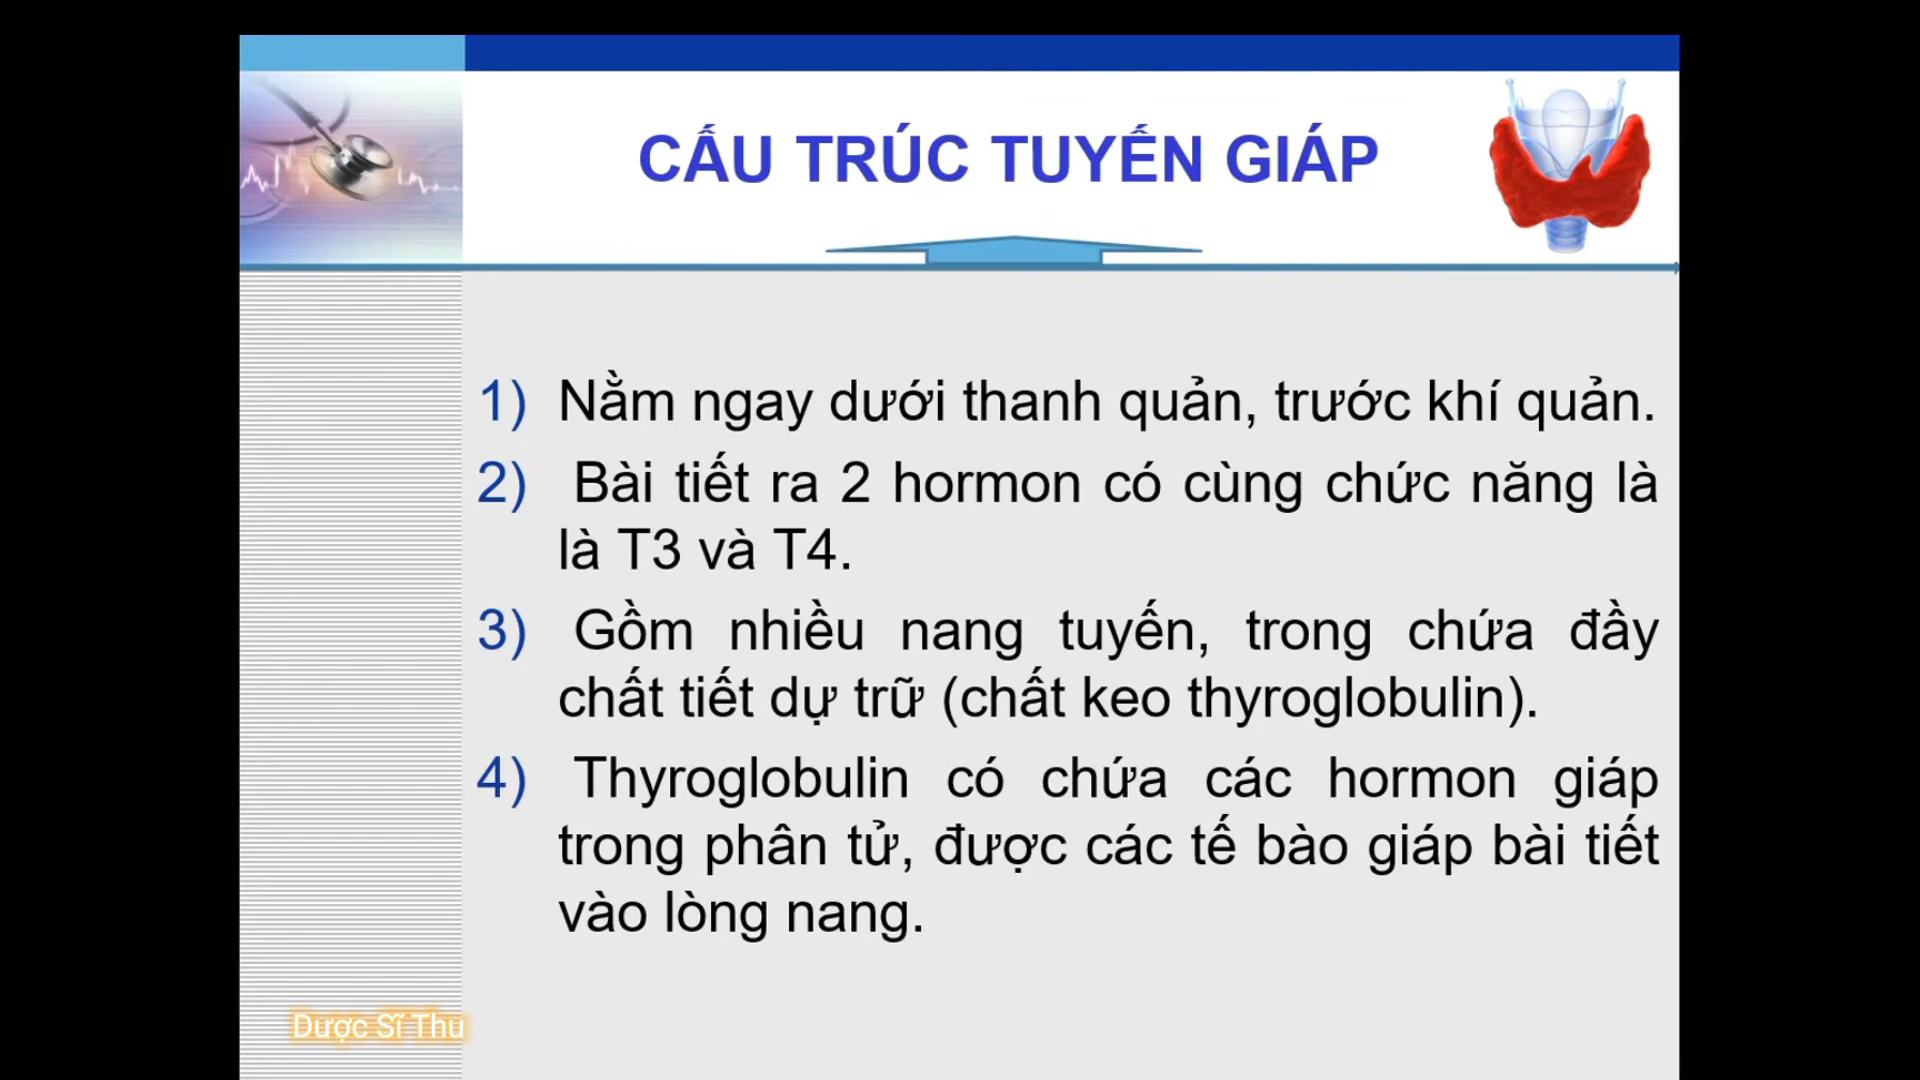 CẤU TRÚC TUYẾN GIÁP
1) Nằm ngay dưới thanh quản, trước khí quản.
2) Bài tiết ra 2 hormon có cùng chức năng là
là T3 và T4.
3) Gồm nhiều nang tuyến, trong chứa đầy
chất tiết dự trữ (chất keo thyroglobulin).
4) Thyroglobulin có chứa các hormon giáp
trong phân tử, được các tế bào giáp bài tiết
vào lòng nang.
Dược Sĩ Thu